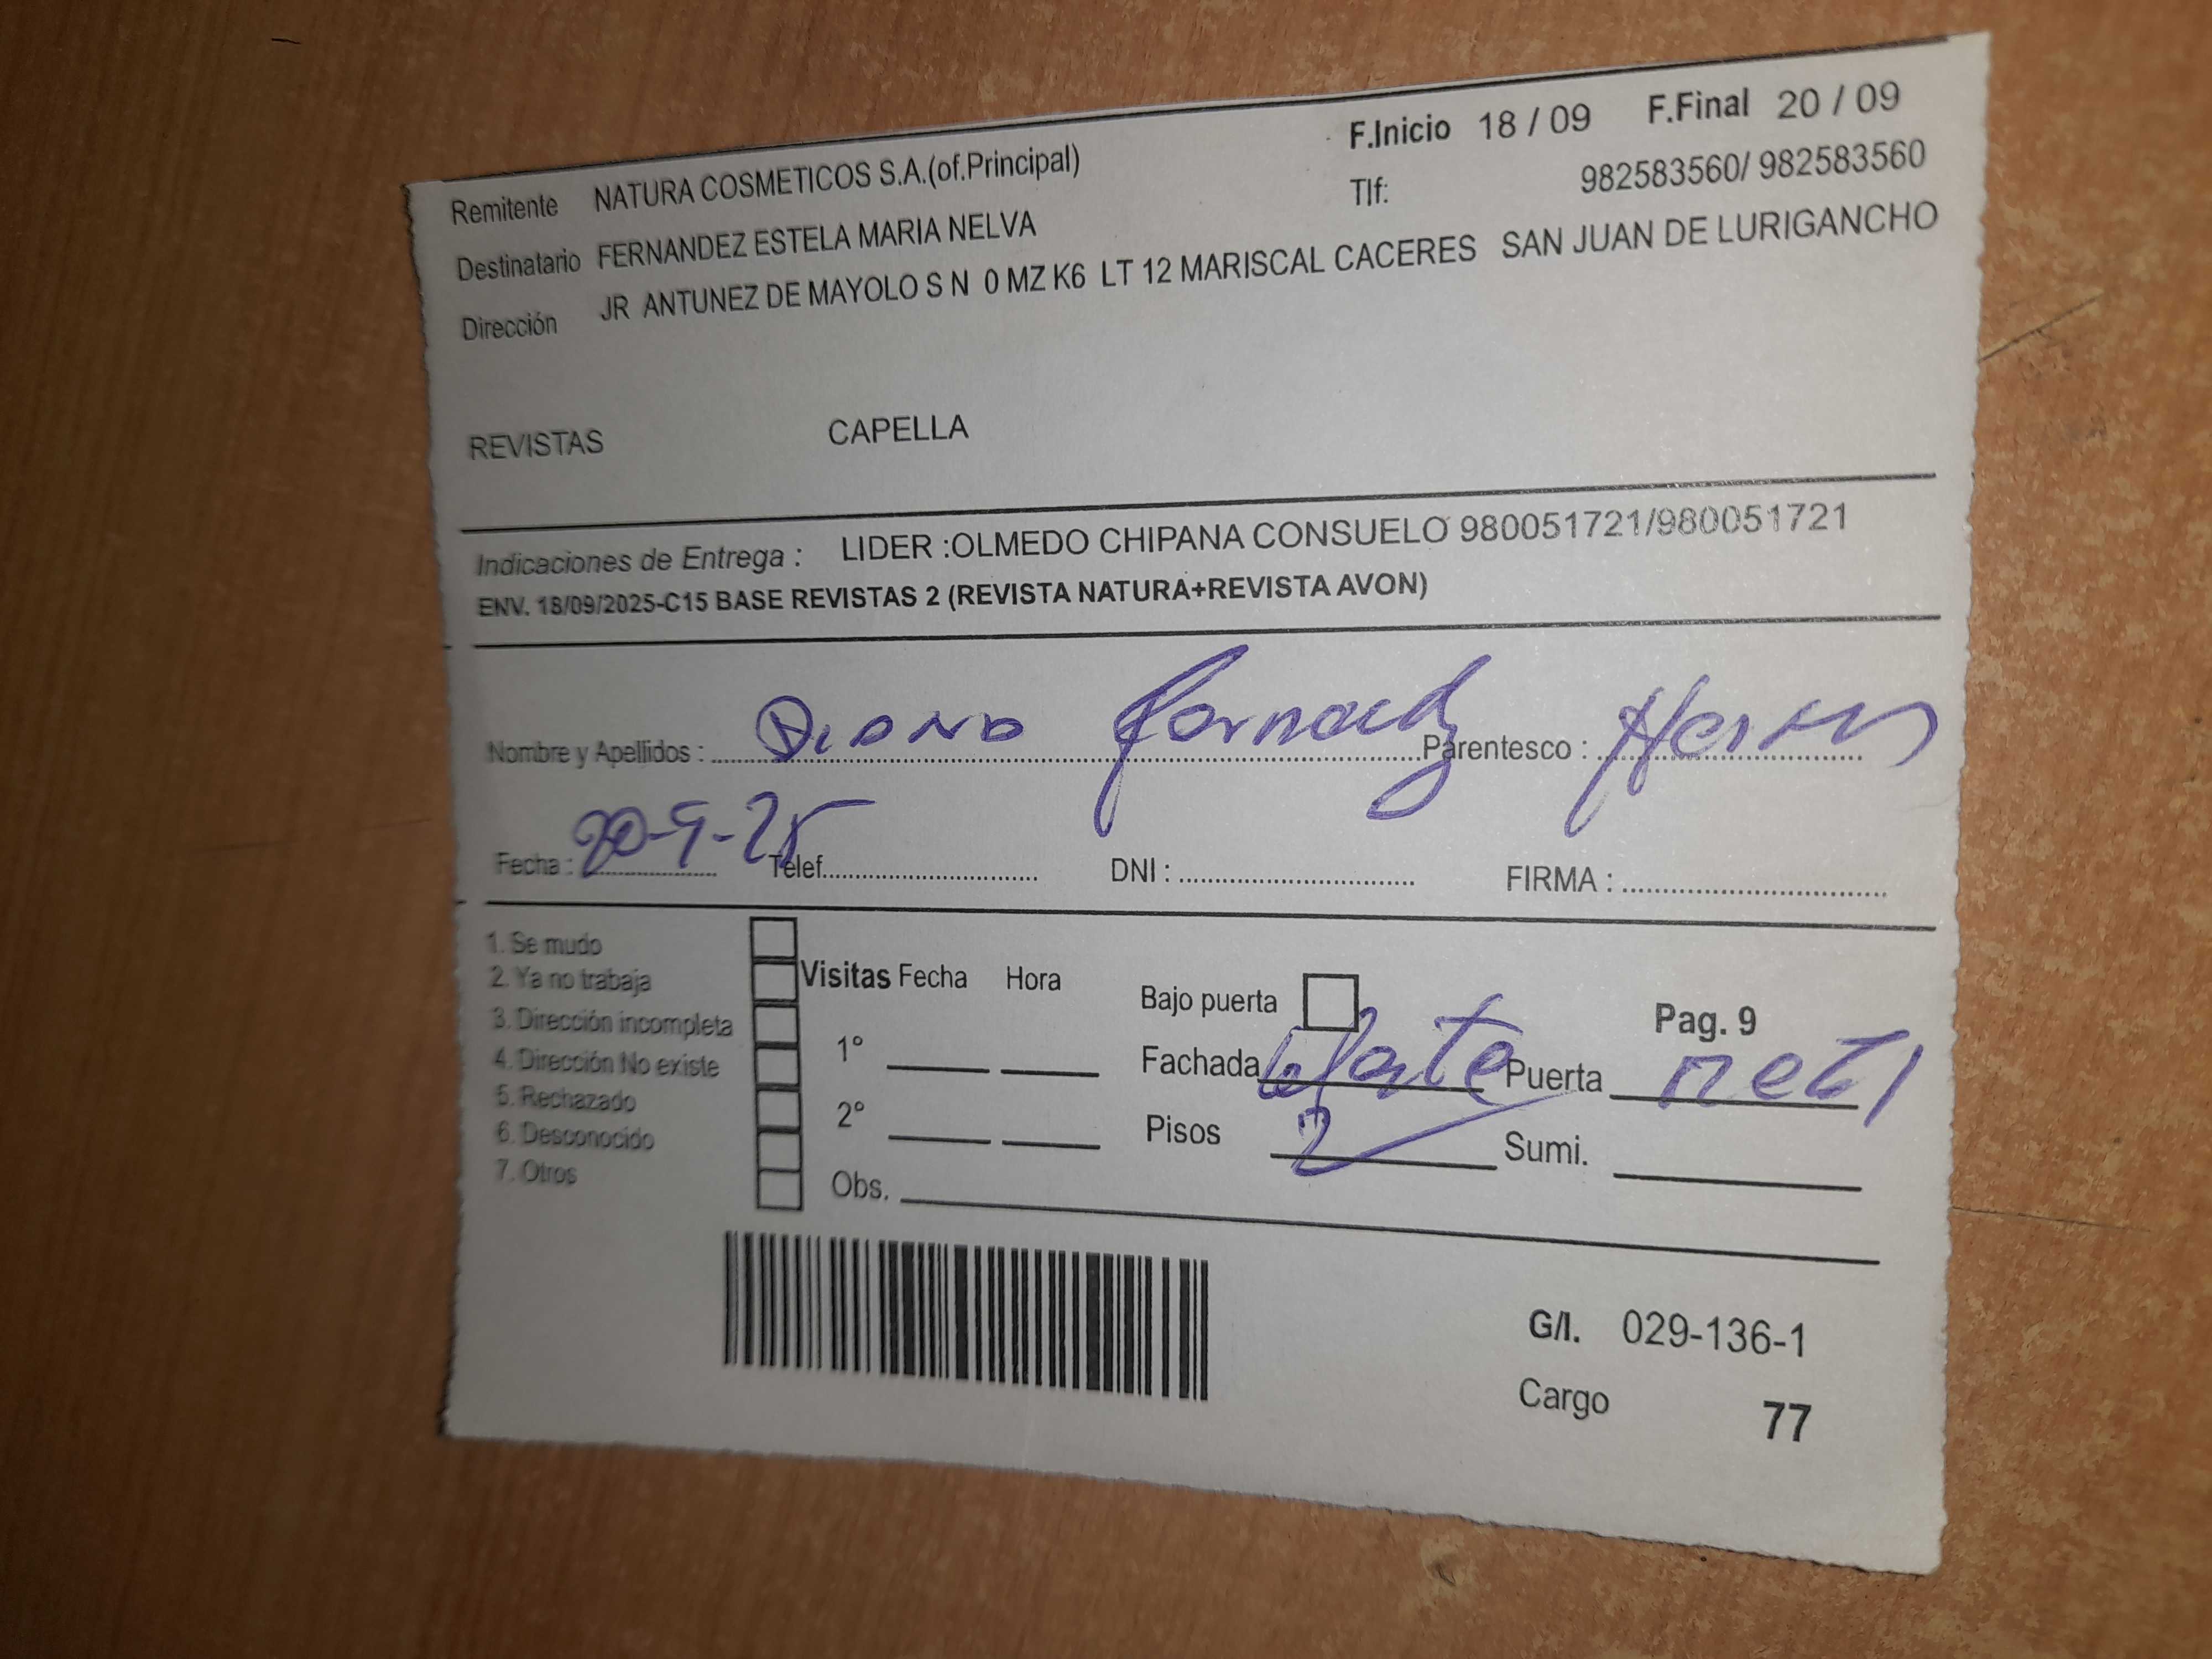 F.Inicio 18 / 09 F.Final 20 / 09
Remitente NATURA COSMETICOS S.A.(of.Principal) Tlf: 982583560/ 982583560
Destinatario FERNANDEZ ESTELA MARIA NELVA
Dirección JR ANTUNEZ DE MAYOLO S N 0 MZ K6 LT 12 MARISCAL CACERES SAN JUAN DE LURIGANCHO
REVISTAS CAPELLA
Indicaciones de Entrega : LIDER :OLMEDO CHIPANA CONSUELO 980051721/980051721
ENV. 18/09/2025-C15 BASE REVISTAS 2 (REVISTA NATURA+REVISTA AVON)
Nombre y Apellidos : Diana Parentesco :
Fecha : 20-9-25 Telef. DNI : FIRMA :
1. Se mudo
2. Ya no trabaja
3. Dirección incompleta
4. Dirección No existe
5. Rechazado
6. Desconocido
7. Otros
Visitas Fecha Hora
1°
2°
Obs.
Bajo puerta Pag. 9
Fachada Puerta metl
Pisos 2 Sumi.
G/I. 029-136-1
Cargo 77